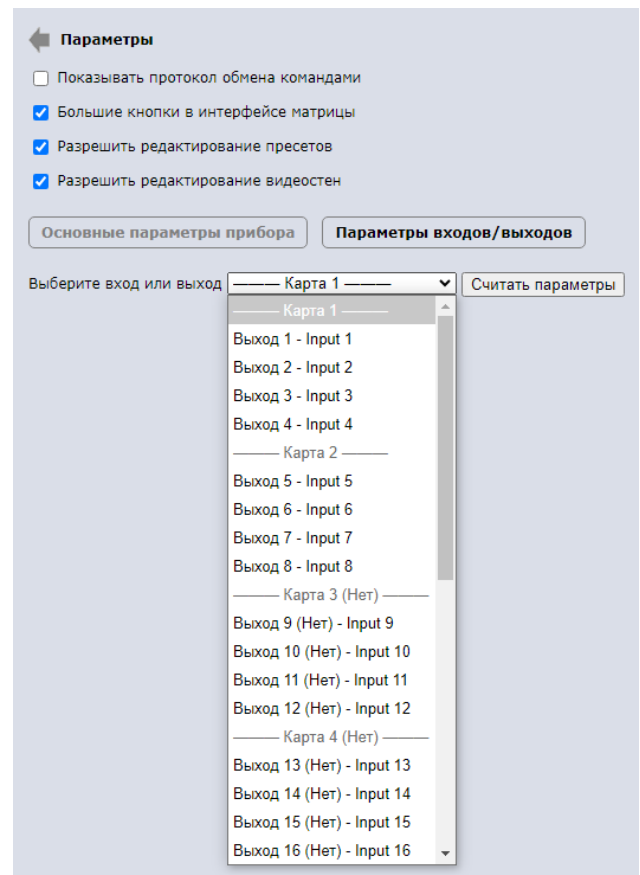 Параметры
Показывать протокол обмена командами
Большие кнопки в интерфейсе матрицы
Разрешить редактирование пресетов
Разрешить редактирование видеостен
Основные параметры прибора Параметры входов/выходов
Выберите вход или выход ——— Карта 1 ——— Считать параметры
——— Карта 1 ———
Выход 1 - Input 1
Выход 2 - Input 2
Выход 3 - Input 3
Выход 4 - Input 4
——— Карта 2 ———
Выход 5 - Input 5
Выход 6 - Input 6
Выход 7 - Input 7
Выход 8 - Input 8
——— Карта 3 (Нет) ———
Выход 9 (Нет) - Input 9
Выход 10 (Нет) - Input 10
Выход 11 (Нет) - Input 11
Выход 12 (Нет) - Input 12
——— Карта 4 (Нет) ———
Выход 13 (Нет) - Input 13
Выход 14 (Нет) - Input 14
Выход 15 (Нет) - Input 15
Выход 16 (Нет) - Input 16